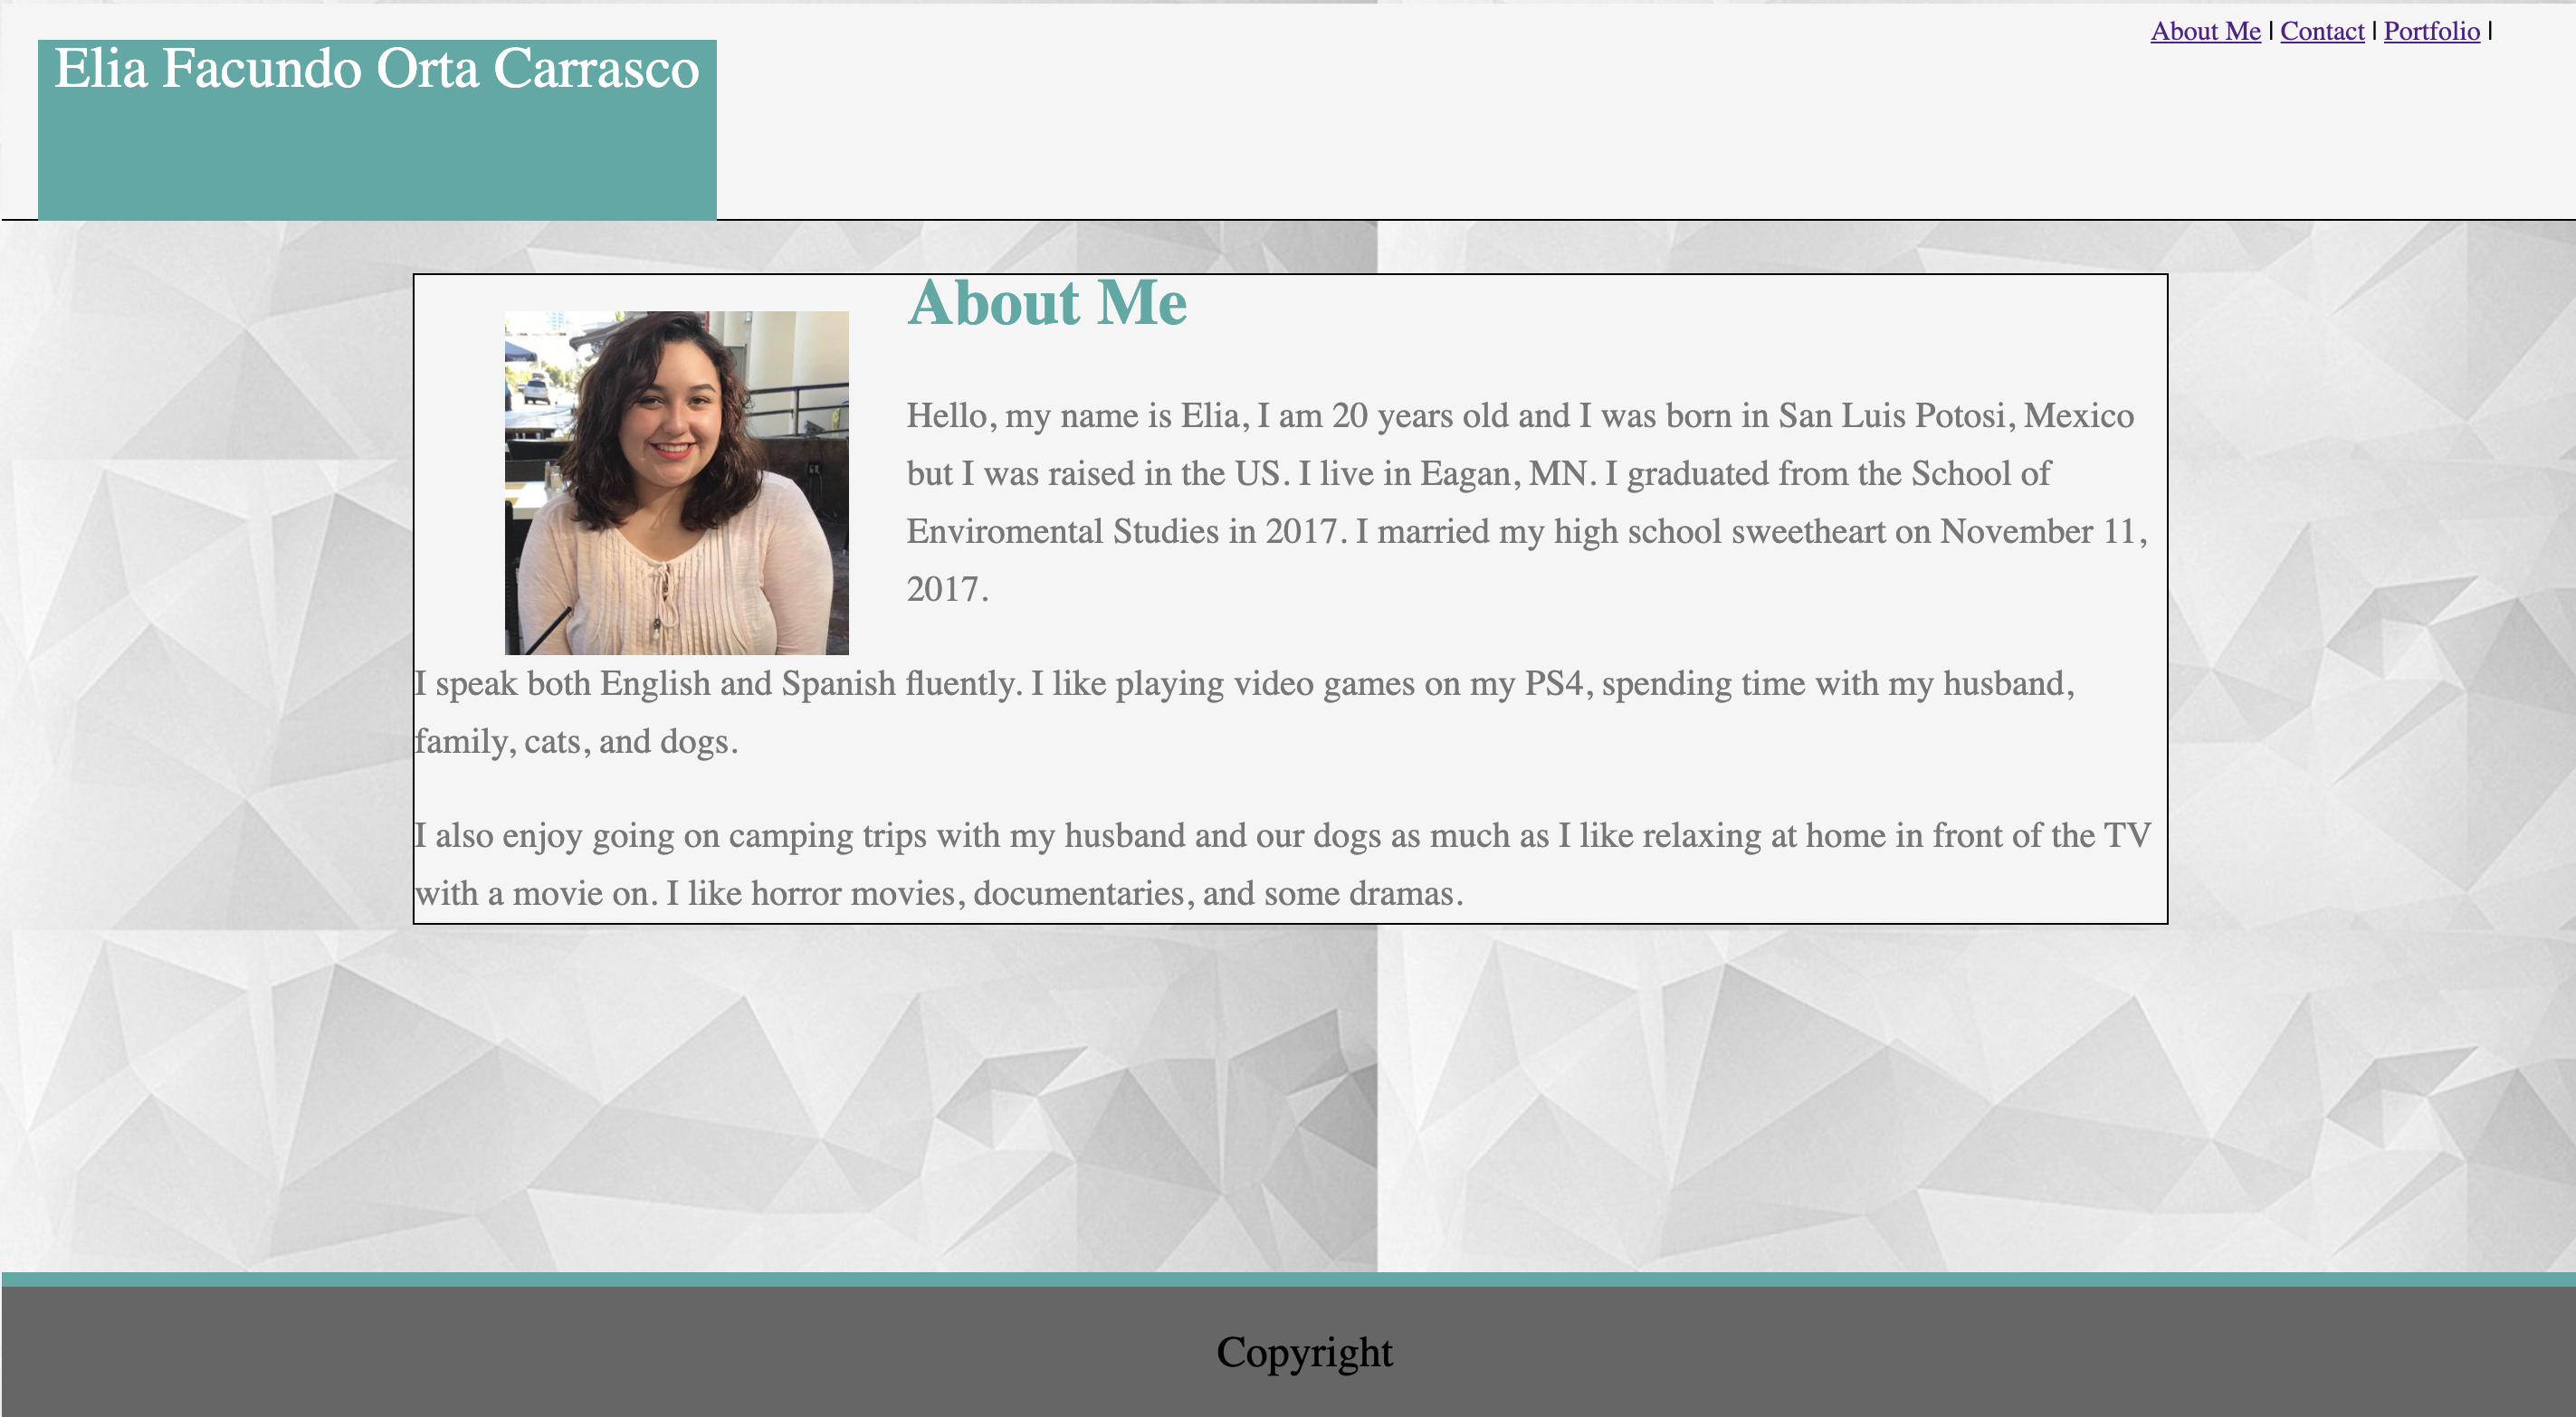 Elia Facundo Orta Carrasco
About Me | Contact | Portfolio |
About Me
Hello, my name is Elia, I am 20 years old and I was born in San Luis Potosi, Mexico
but I was raised in the US. I live in Eagan, MN. I graduated from the School of
Enviromental Studies in 2017. I married my high school sweetheart on November 11,
2017.
I speak both English and Spanish fluently. I like playing video games on my PS4, spending time with my husband,
family, cats, and dogs.
I also enjoy going on camping trips with my husband and our dogs as much as I like relaxing at home in front of the TV
with a movie on. I like horror movies, documentaries, and some dramas.
Copyright